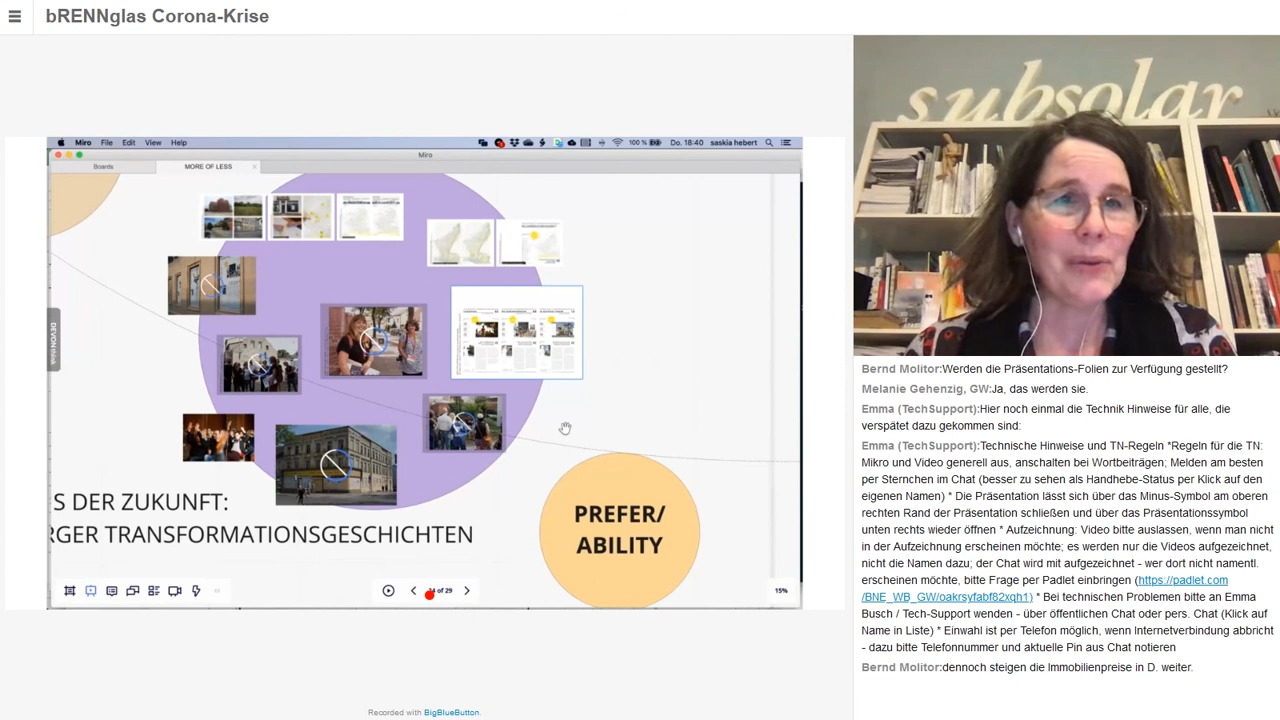 bRENNglas Corona-Krise
Miro File Edit View Help
100 % Do. 18:40 saskia hebert
Miro
Boards MORE OF LESS
DEVONthink
S DER ZUKUNFT:
RGER TRANSFORMATIONSGESCHICHTEN
PREFER/
ABILITY
of 29
15%
Recorded with BigBlueButton.
subsolar
Bernd Molitor:Werden die Präsentations-Folien zur Verfügung gestellt?
Melanie Gehenzig, GW:Ja, das werden sie.
Emma (TechSupport):Hier noch einmal die Technik Hinweise für alle, die
verspätet dazu gekommen sind:
Emma (TechSupport):Technische Hinweise und TN-Regeln *Regeln für die TN:
Mikro und Video generell aus, anschalten bei Wortbeiträgen; Melden am besten
per Sternchen im Chat (besser zu sehen als Handhebe-Status per Klick auf den
eigenen Namen) * Die Präsentation lässt sich über das Minus-Symbol am oberen
rechten Rand der Präsentation schließen und über das Präsentationssymbol
unten rechts wieder öffnen * Aufzeichnung: Video bitte auslassen, wenn man nicht
in der Aufzeichnung erscheinen möchte; es werden nur die Videos aufgezeichnet,
nicht die Namen dazu; der Chat wird mit aufgezeichnet - wer dort nicht namentl.
erscheinen möchte, bitte Frage per Padlet einbringen (https://padlet.com
/BNE_WB_GW/oakrsyfabf82xqh1) * Bei technischen Problemen bitte an Emma
Busch / Tech-Support wenden - über öffentlichen Chat oder pers. Chat (Klick auf
Name in Liste) * Einwahl ist per Telefon möglich, wenn Internetverbindung abbricht
- dazu bitte Telefonnummer und aktuelle Pin aus Chat notieren
Bernd Molitor:dennoch steigen die Immobilienpreise in D. weiter.